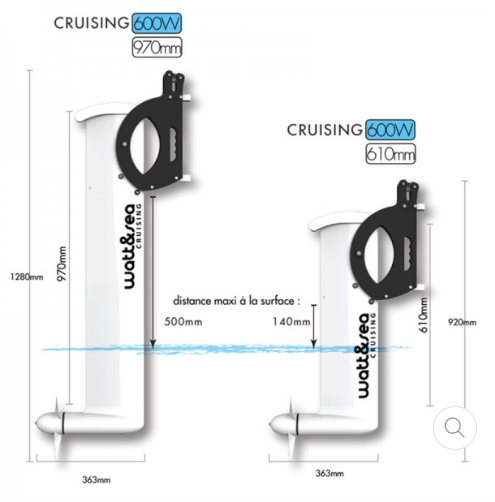 CRUISING 600W
970mm
CRUISING 600W
610mm
watt&sea
CRUISING
1280mm
970mm
distance maxi à la surface :
500mm
140mm
watt&sea
CRUISING
610mm
920mm
363mm
363mm